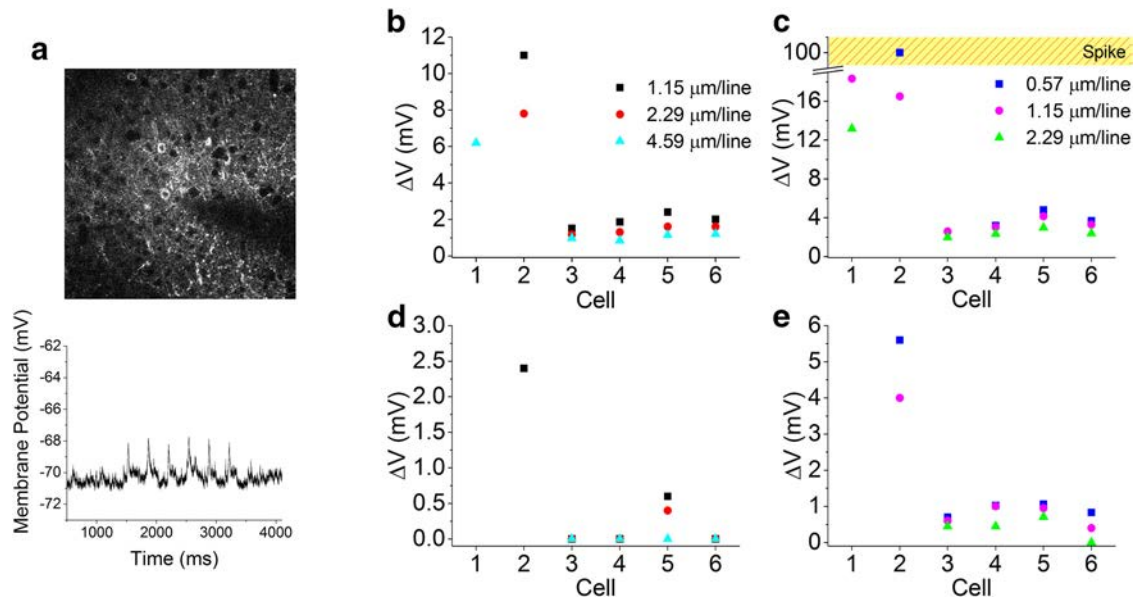 a
Membrane Potential (mV)
-62
-64
-66
-68
-70
-72
1000 2000 3000 4000
Time (ms)
b
ΔV (mV)
12
10
8
6
4
2
0
1.15 μm/line
2.29 μm/line
4.59 μm/line
1 2 3 4 5 6
Cell
c
ΔV (mV)
100
16
12
8
4
0
Spike
0.57 μm/line
1.15 μm/line
2.29 μm/line
1 2 3 4 5 6
Cell
d
ΔV (mV)
3.0
2.5
2.0
1.5
1.0
0.5
0.0
1 2 3 4 5 6
Cell
e
ΔV (mV)
6
5
4
3
2
1
0
1 2 3 4 5 6
Cell